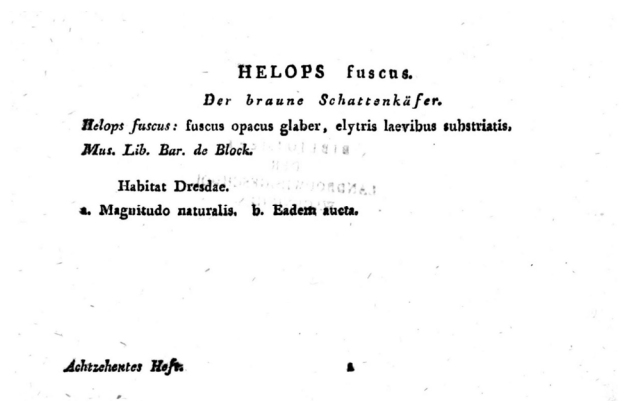 HELOPS fuscus.
Der braune Schattenkäfer.
Helops fuscus: fuscus opacus glaber, elytris laevibus substriatis.
Mus. Lib. Bar. de Block.
Habitat Dresdae.
a. Magnitudo naturalis. b. Eadem aucta.
Achtzehentes Heft.